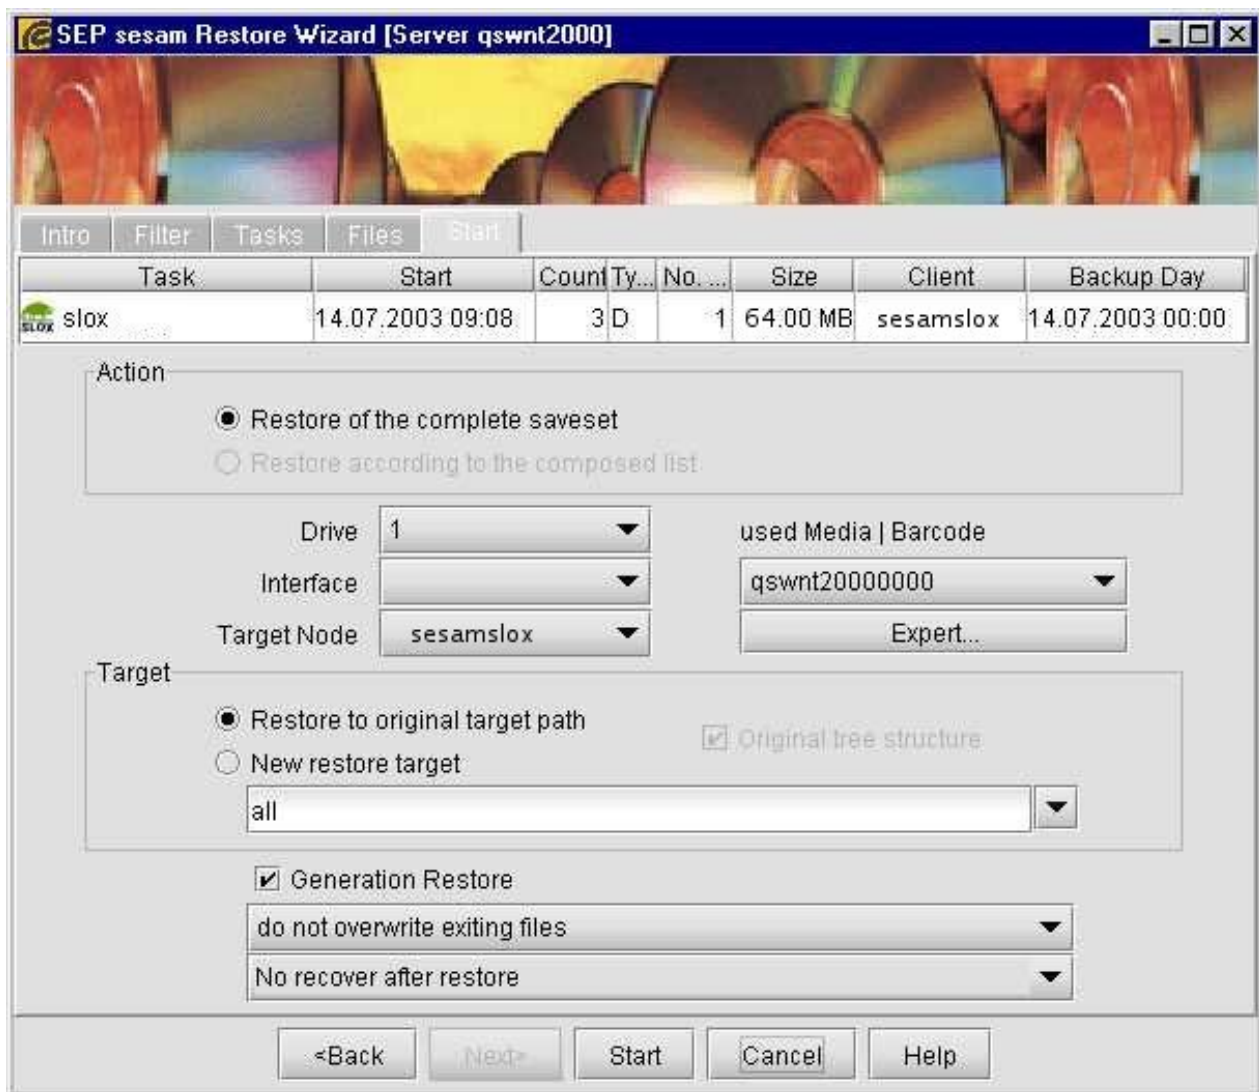 SEP sesam Restore Wizard [Server qswnt2000]
Intro Filter Tasks Files Start
Task Start Count Ty... No. ... Size Client Backup Day
SLOX slox 14.07.2003 09:08 3 D 1 64.00 MB sesamslox 14.07.2003 00:00
Action
Restore of the complete saveset
Restore according to the composed list
Drive 1 used Media | Barcode
Interface qswnt20000000
Target Node sesamslox Expert...
Target
Restore to original target path Original tree structure
New restore target
all
Generation Restore
do not overwrite exiting files
No recover after restore
<Back Next> Start Cancel Help